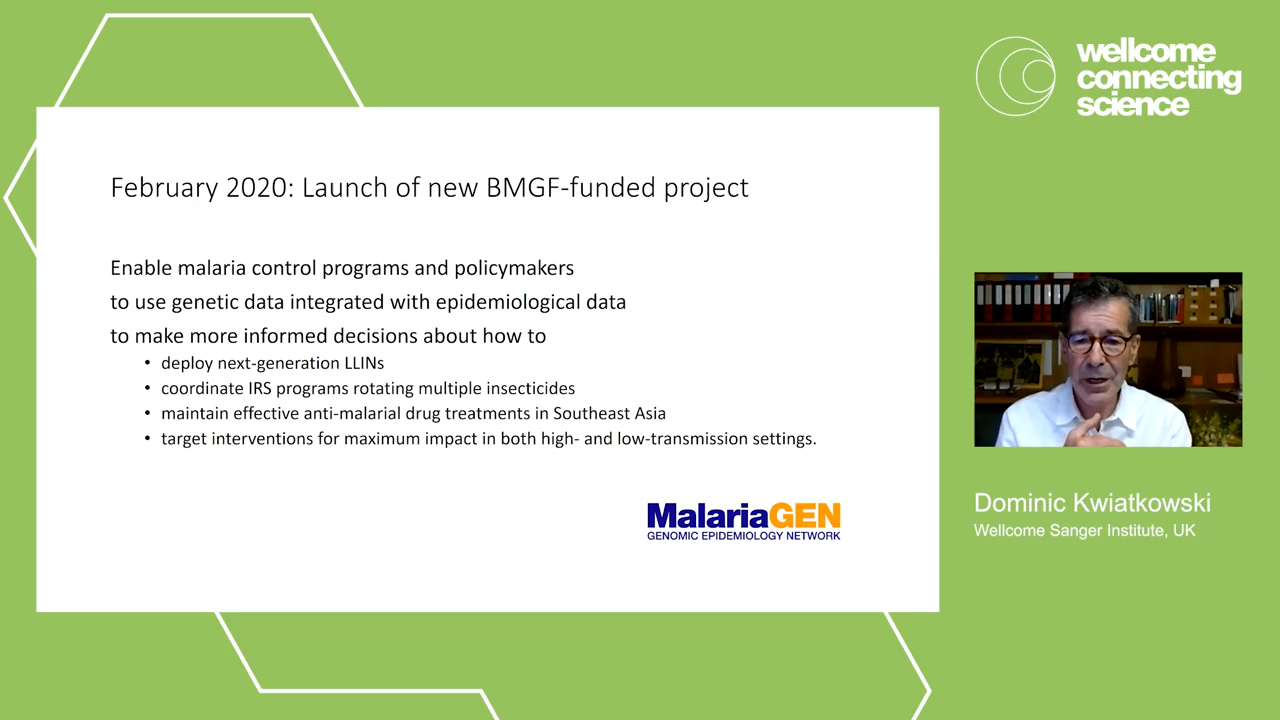 wellcome
connecting
science
February 2020: Launch of new BMGF-funded project
Enable malaria control programs and policymakers
to use genetic data integrated with epidemiological data
to make more informed decisions about how to
• deploy next-generation LLINs
• coordinate IRS programs rotating multiple insecticides
• maintain effective anti-malarial drug treatments in Southeast Asia
• target interventions for maximum impact in both high- and low-transmission settings.
MalariaGEN
GENOMIC EPIDEMIOLOGY NETWORK
Dominic Kwiatkowski
Wellcome Sanger Institute, UK